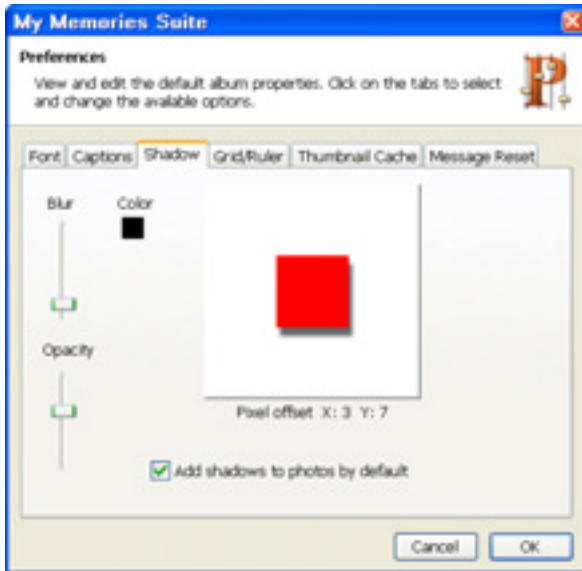 My Memories Suite
Preferences
View and edit the default album properties. Click on the tabs to select
and change the available options.
Font Captions Shadow Grid/Ruler Thumbnail Cache Message Reset
Blur Color
Opacity
Pixel offset X: 3 Y: 7
Add shadows to photos by default
Cancel OK